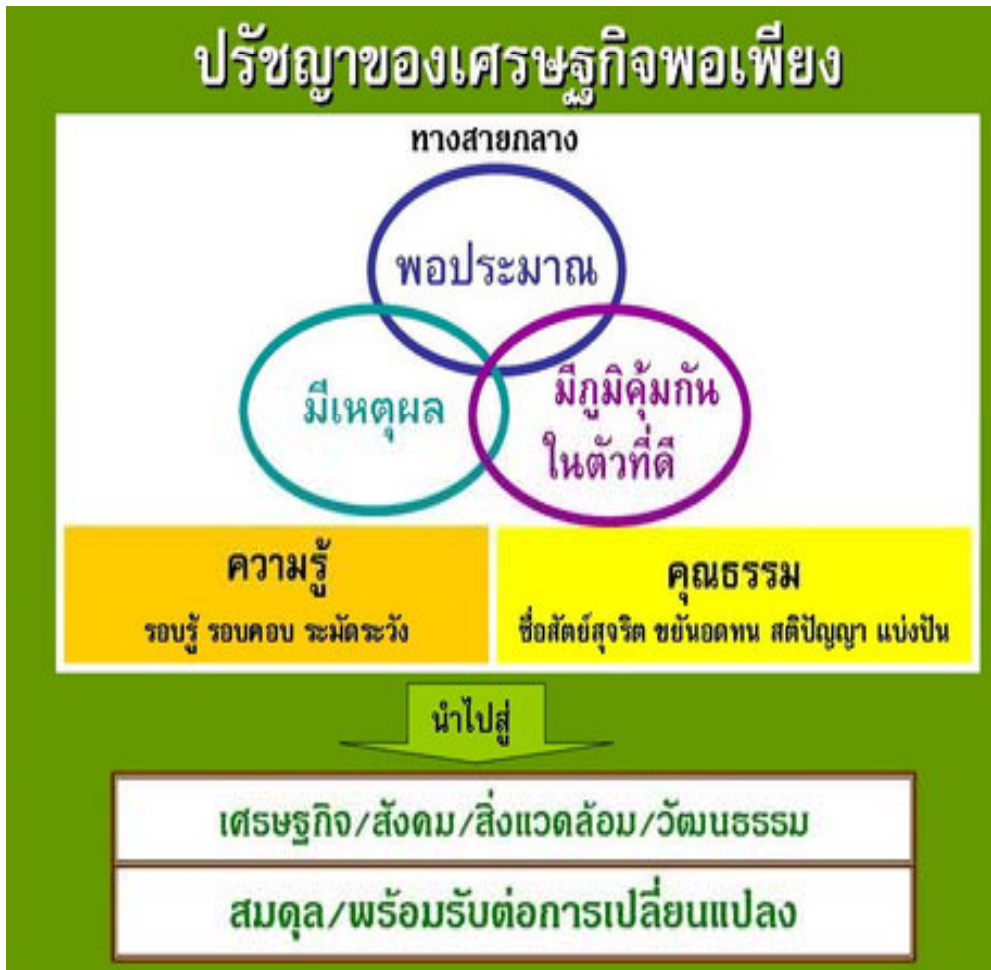 ปรัชญาของเศรษฐกิจพอเพียง
ทางสายกลาง
พอประมาณ
มีเหตุผล
มีภูมิคุ้มกัน
ในตัวที่ดี
ความรู้
รอบรู้ รอบคอบ ระมัดระวัง
คุณธรรม
ซื่อสัตย์สุจริต ขยันอดทน สติปัญญา แบ่งปัน
นำไปสู่
เศรษฐกิจ/สังคม/สิ่งแวดล้อม/วัฒนธรรม
สมดุล/พร้อมรับต่อการเปลี่ยนแปลง